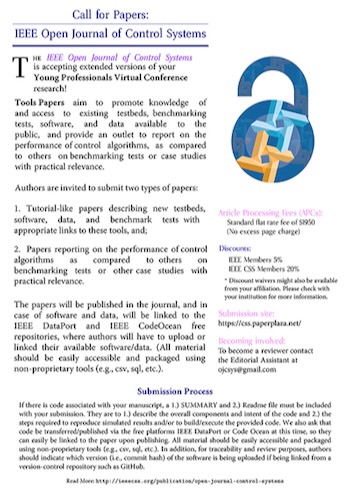 Call for Papers:
IEEE Open Journal of Control Systems
THE IEEE Open Journal of Control Systems
is accepting extended versions of your
Young Professionals Virtual Conference
research!
Tools Papers aim to promote knowledge of
and access to existing testbeds, benchmarking
tests, software, and data available to the
public, and provide an outlet to report on the
performance of control algorithms, as compared
to others on benchmarking tests or case studies
with practical relevance.
Authors are invited to submit two types of papers:
1. Tutorial-like papers describing new testbeds,
software, data, and benchmark tests with
appropriate links to these tools, and;
2. Papers reporting on the performance of control
algorithms as compared to others on
benchmarking tests or other case studies with
practical relevance.
The papers will be published in the journal, and in
case of software and data, will be linked to the
IEEE DataPort and IEEE CodeOcean free
repositories, where authors will have to upload or
linked their available software/data. (All material
should be easily accessible and packaged using
non-proprietary tools (e.g., csv, sql, etc.).
Article Processing Fees (APCs):
Standard flat rate fee of $1950
(No excess page charge)
Discounts:
IEEE Members 5%
IEEE CSS Members 20%
* Discount waivers might also be available
from your affiliation. Please check with
your institution for more information.
Submission site:
https://css.paperplaza.net/
Becoming involved:
To become a reviewer contact
the Editorial Assistant at
ojcsys@gmail.com
Submission Process
If there is code associated with your manuscript, a 1.) SUMMARY and 2.) Readme file must be included
with your submission. They are to 1.) describe the overall components and intent of the code and 2.) the
steps required to reproduce simulated results and/or to build/execute the provided code. We also ask that
code be transferred/published via the free platforms IEEE DataPort or Code Ocean at this time, so they
can easily be linked to the paper upon publishing. All material should be easily accessible and packaged
using non-proprietary tools (e.g., csv, sql, etc.). In addition, for traceability and review purposes, authors
should indicate which version (i.e., commit hash) of the software is being uploaded if being linked from a
version-control repository such as GitHub.
Read More: http://ieeecss.org/publication/open-journal-control-systems